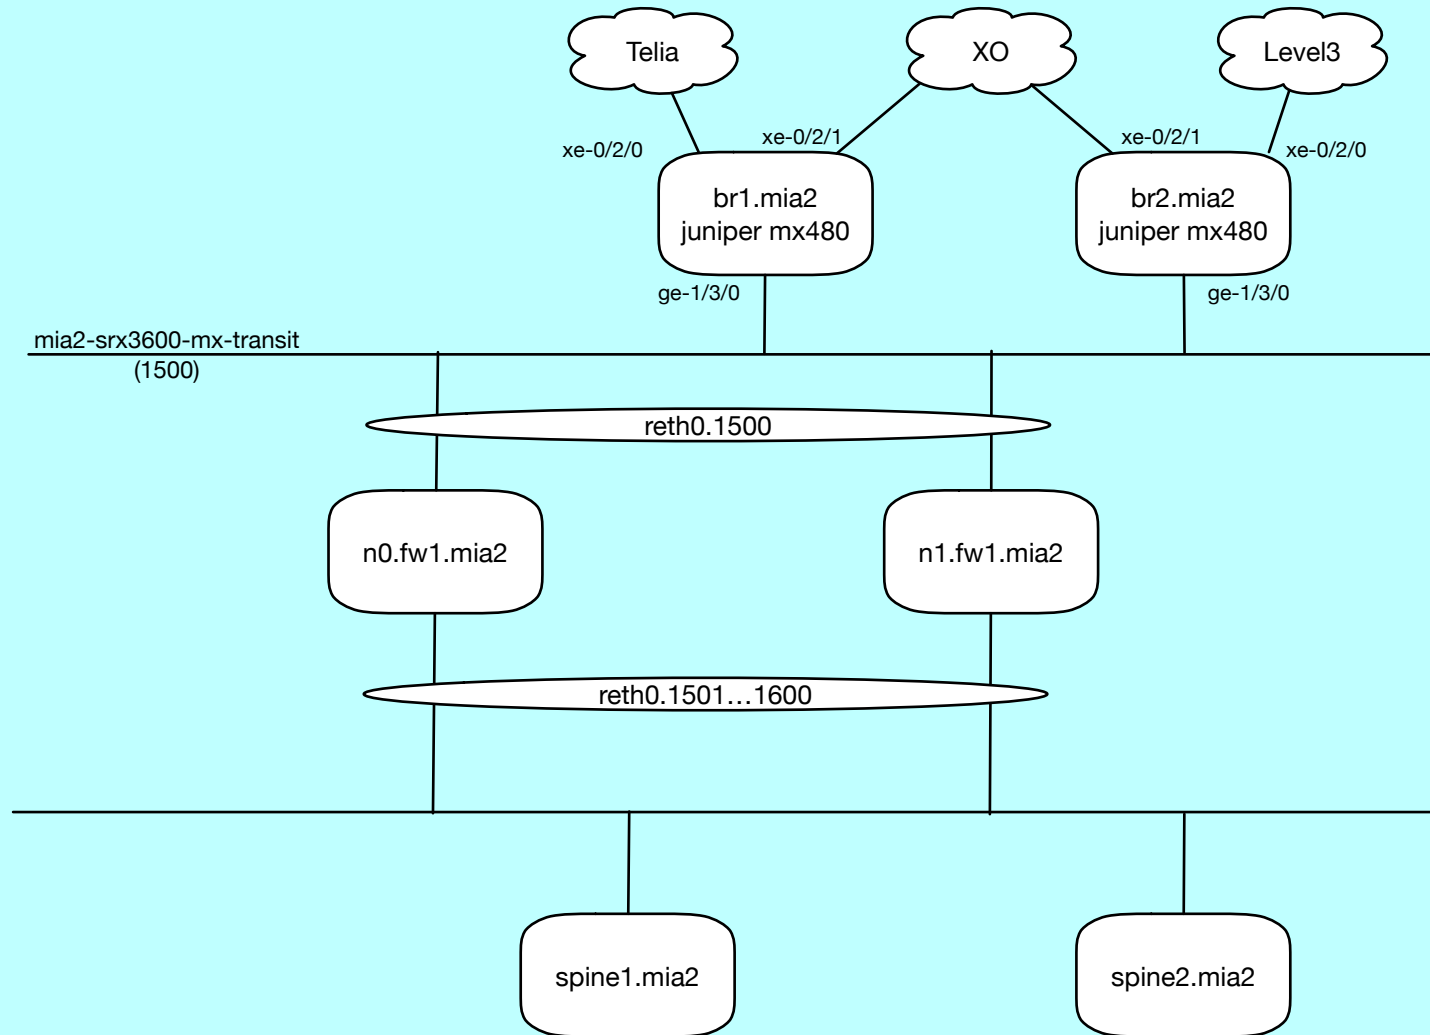 Telia
XO
Level3
xe-0/2/0
xe-0/2/1
xe-0/2/1
xe-0/2/0
br1.mia2
juniper mx480
br2.mia2
juniper mx480
ge-1/3/0
ge-1/3/0
mia2-srx3600-mx-transit
(1500)
reth0.1500
n0.fw1.mia2
n1.fw1.mia2
reth0.1501…1600
spine1.mia2
spine2.mia2